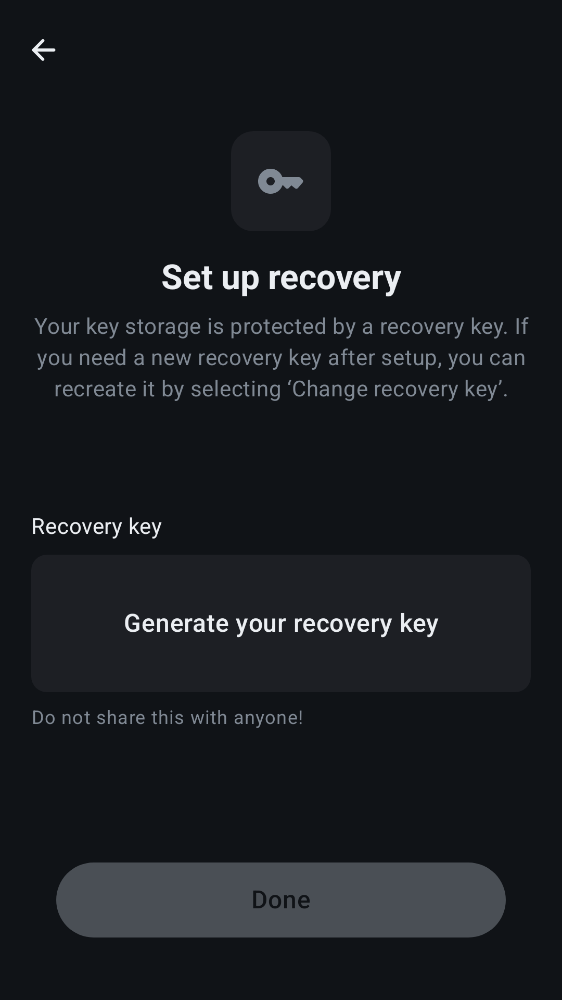 Set up recovery
Your key storage is protected by a recovery key. If
you need a new recovery key after setup, you can
recreate it by selecting ‘Change recovery key’.
Recovery key
Generate your recovery key
Do not share this with anyone!
Done